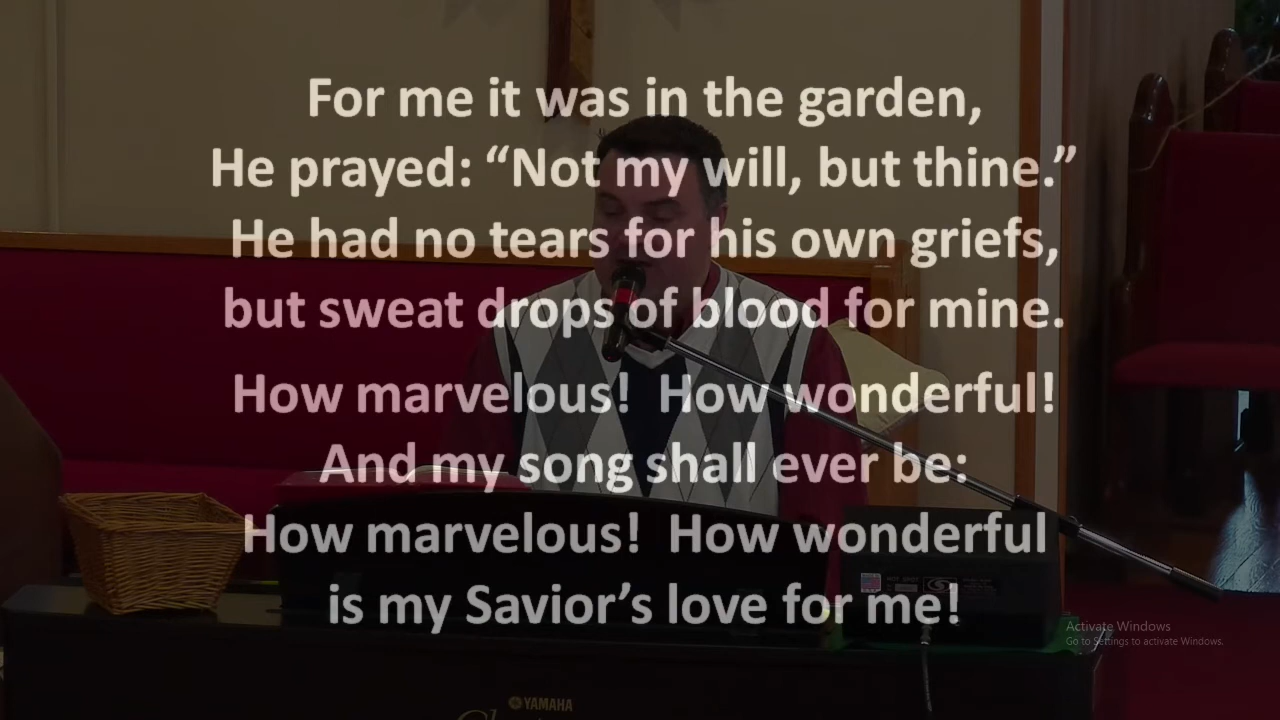 For me it was in the garden,
He prayed: “Not my will, but thine.”
He had no tears for his own griefs,
but sweat drops of blood for mine.
How marvelous!  How wonderful!
And my song shall ever be:
How marvelous!  How wonderful
is my Savior’s love for me!
Activate Windows
Go to Settings to activate Windows.
YAMAHA